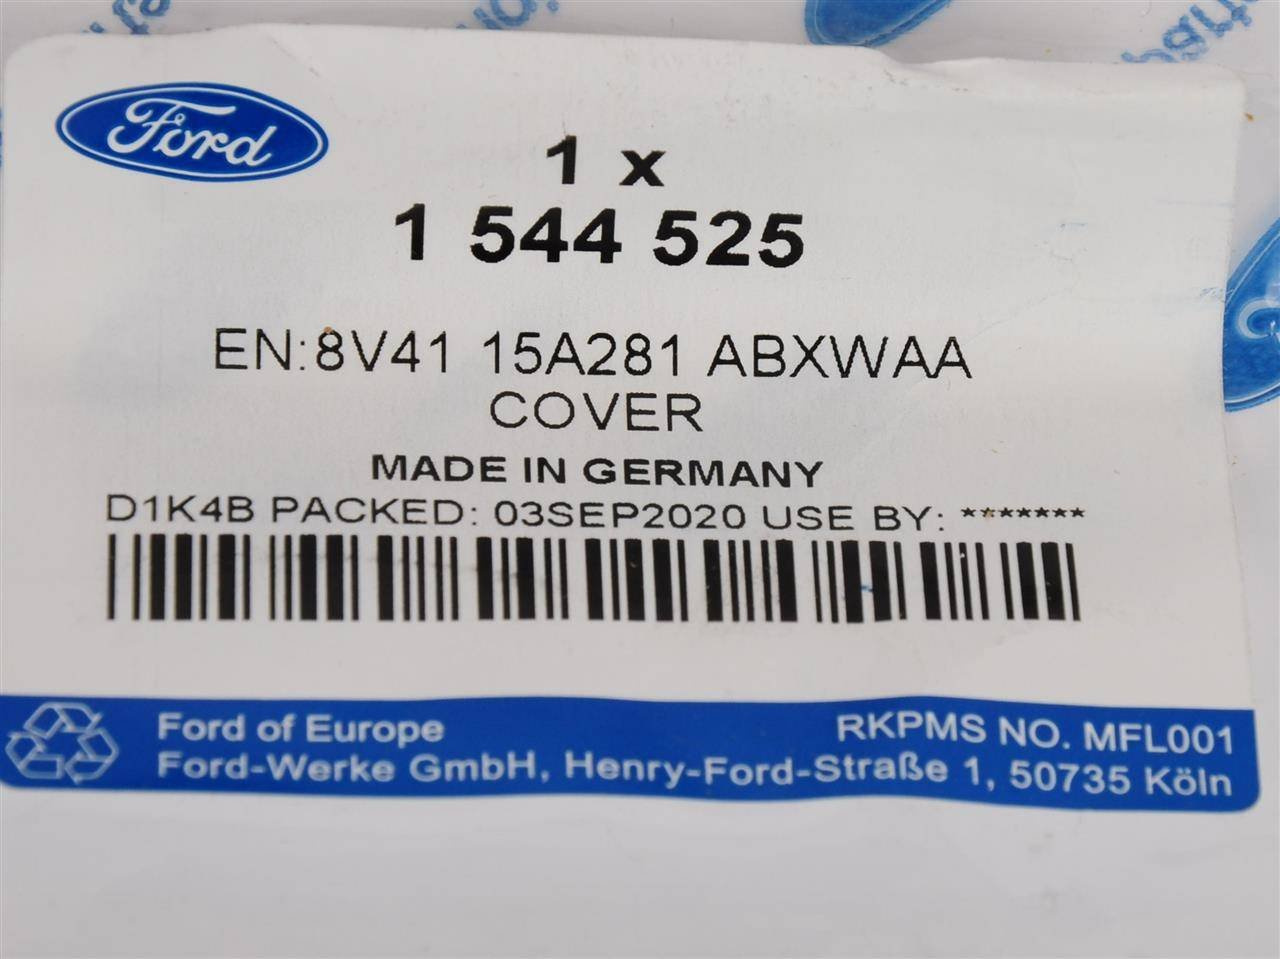 Ford
1 x
1 544 525
EN:8V41 15A281 ABXWAA
COVER
MADE IN GERMANY
D1K4B PACKED: 03SEP2020 USE BY: *******
Ford of Europe
RKPMS NO. MFL001
Ford-Werke GmbH, Henry-Ford-Straße 1, 50735 Köln